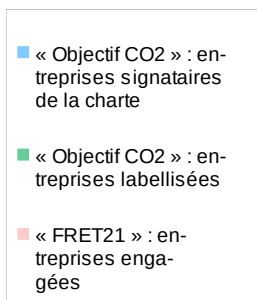 « Objectif CO2 » : en-
treprises signataires
de la charte
« Objectif CO2 » : en-
treprises labellisées
« FRET21 » : en-
treprises enga-
gées